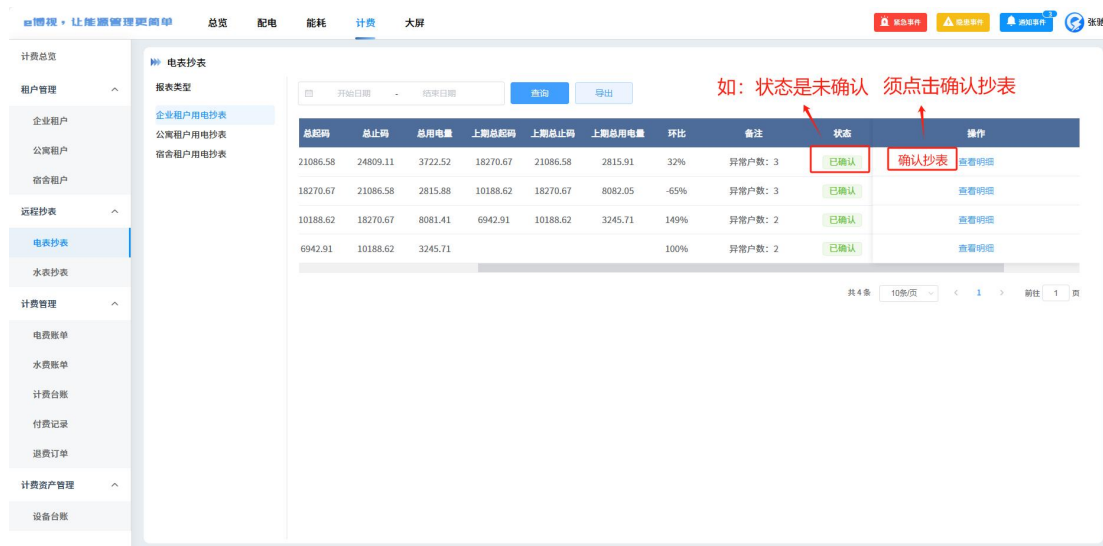 e博视·让能源管理更简单 总览 配电 能耗 计费 大屏 紧急事件 隐患事件 通知事件 3 张驰
计费总览
租户管理
企业租户
公寓租户
宿舍租户
远程抄表
电表抄表
水表抄表
计费管理
电费账单
水费账单
计费台账
付费记录
退费订单
计费资产管理
设备台账
电表抄表
报表类型
企业租户用电抄表
公寓租户用电抄表
宿舍租户用电抄表
开始日期 - 结束日期 查询 导出
如：状态是未确认 须点击确认抄表
总起码 总止码 总用电量 上期总起码 上期总止码 上期总用电量 环比 备注 状态 操作
21086.58 24809.11 3722.52 18270.67 21086.58 2815.91 32% 异常户数：3 已确认 确认抄表 查看明细
18270.67 21086.58 2815.88 10188.62 18270.67 8082.05 -65% 异常户数：3 已确认 查看明细
10188.62 18270.67 8081.41 6942.91 10188.62 3245.71 149% 异常户数：2 已确认 查看明细
6942.91 10188.62 3245.71 100% 异常户数：2 已确认 查看明细
共 4 条 10条/页 < 1 > 前往 1 页